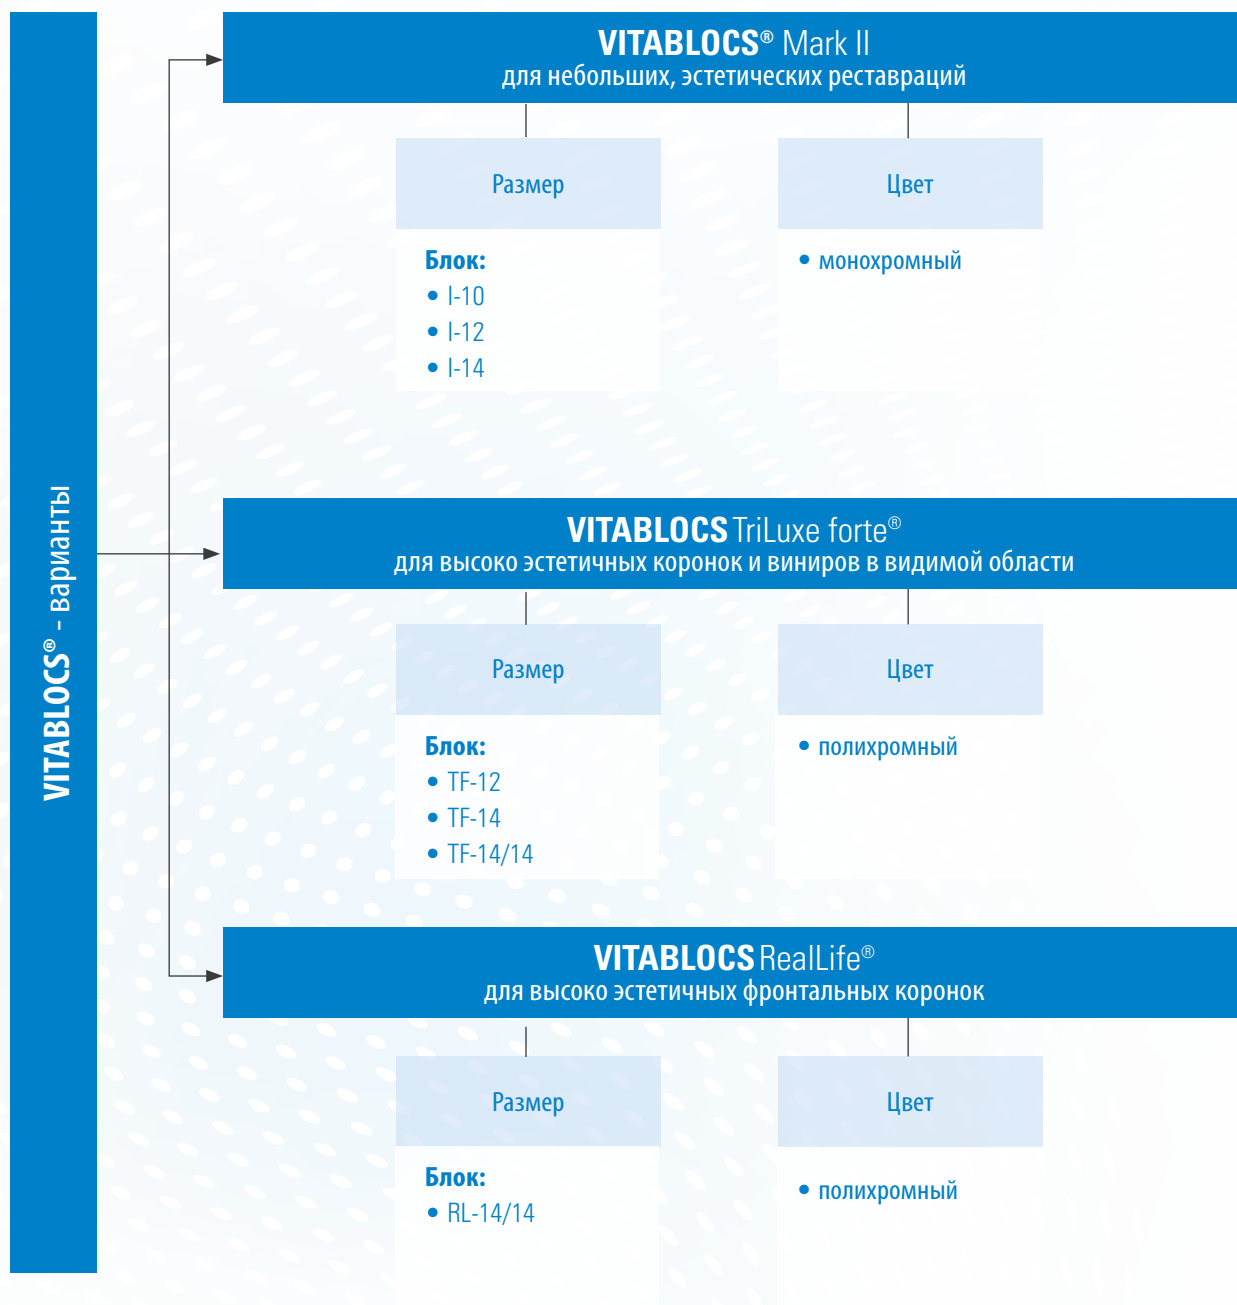 VITABLOCS® – варианты
VITABLOCS® Mark II
для небольших, эстетических реставраций
Размер
Цвет
Блок:
• I-10
• I-12
• I-14
• монохромный
VITABLOCS TriLuxe forte®
для высоко эстетичных коронок и виниров в видимой области
Размер
Цвет
Блок:
• TF-12
• TF-14
• TF-14/14
• полихромный
VITABLOCS RealLife®
для высоко эстетичных фронтальных коронок
Размер
Цвет
Блок:
• RL-14/14
• полихромный